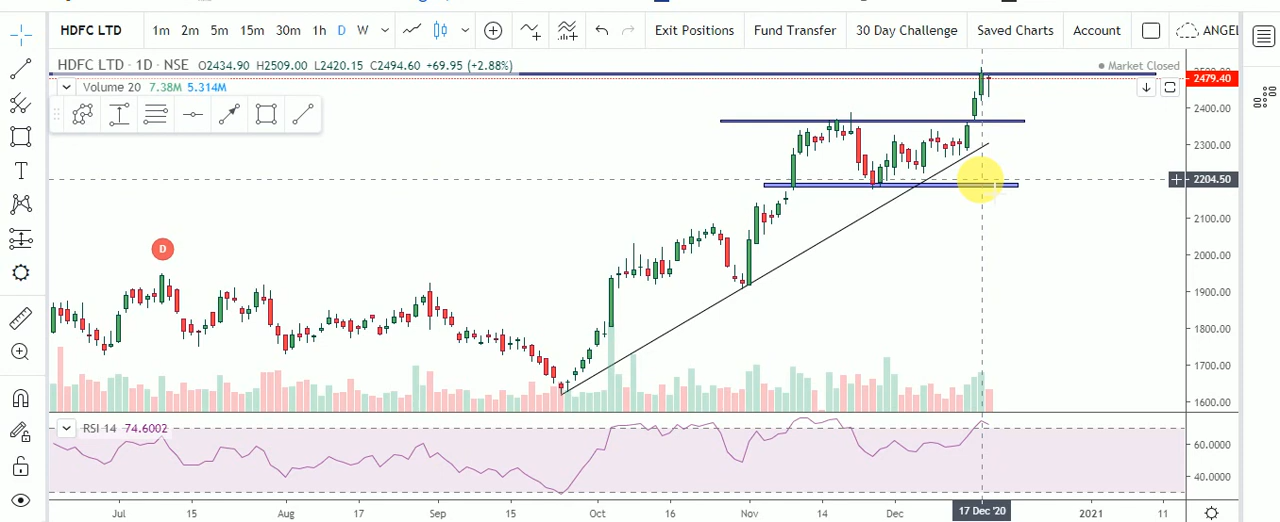 HDFC LTD 1m 2m 5m 15m 30m 1h D W Exit Positions Fund Transfer 30 Day Challenge Saved Charts Account ANGEL
HDFC LTD · 1D · NSE O2434.90 H2509.00 L2420.15 C2494.60 +69.95 (+2.88%)
Market Closed
Volume 20 7.38M 5.314M
2479.40
2400.00
2300.00
2204.50
2100.00
D
2000.00
1900.00
1800.00
1700.00
1600.00
RSI 14 74.6002
60.0000
40.0000
Jul 15 Aug 17 Sep 15 Oct 16 Nov 14 Dec 17 Dec '20 2021 11